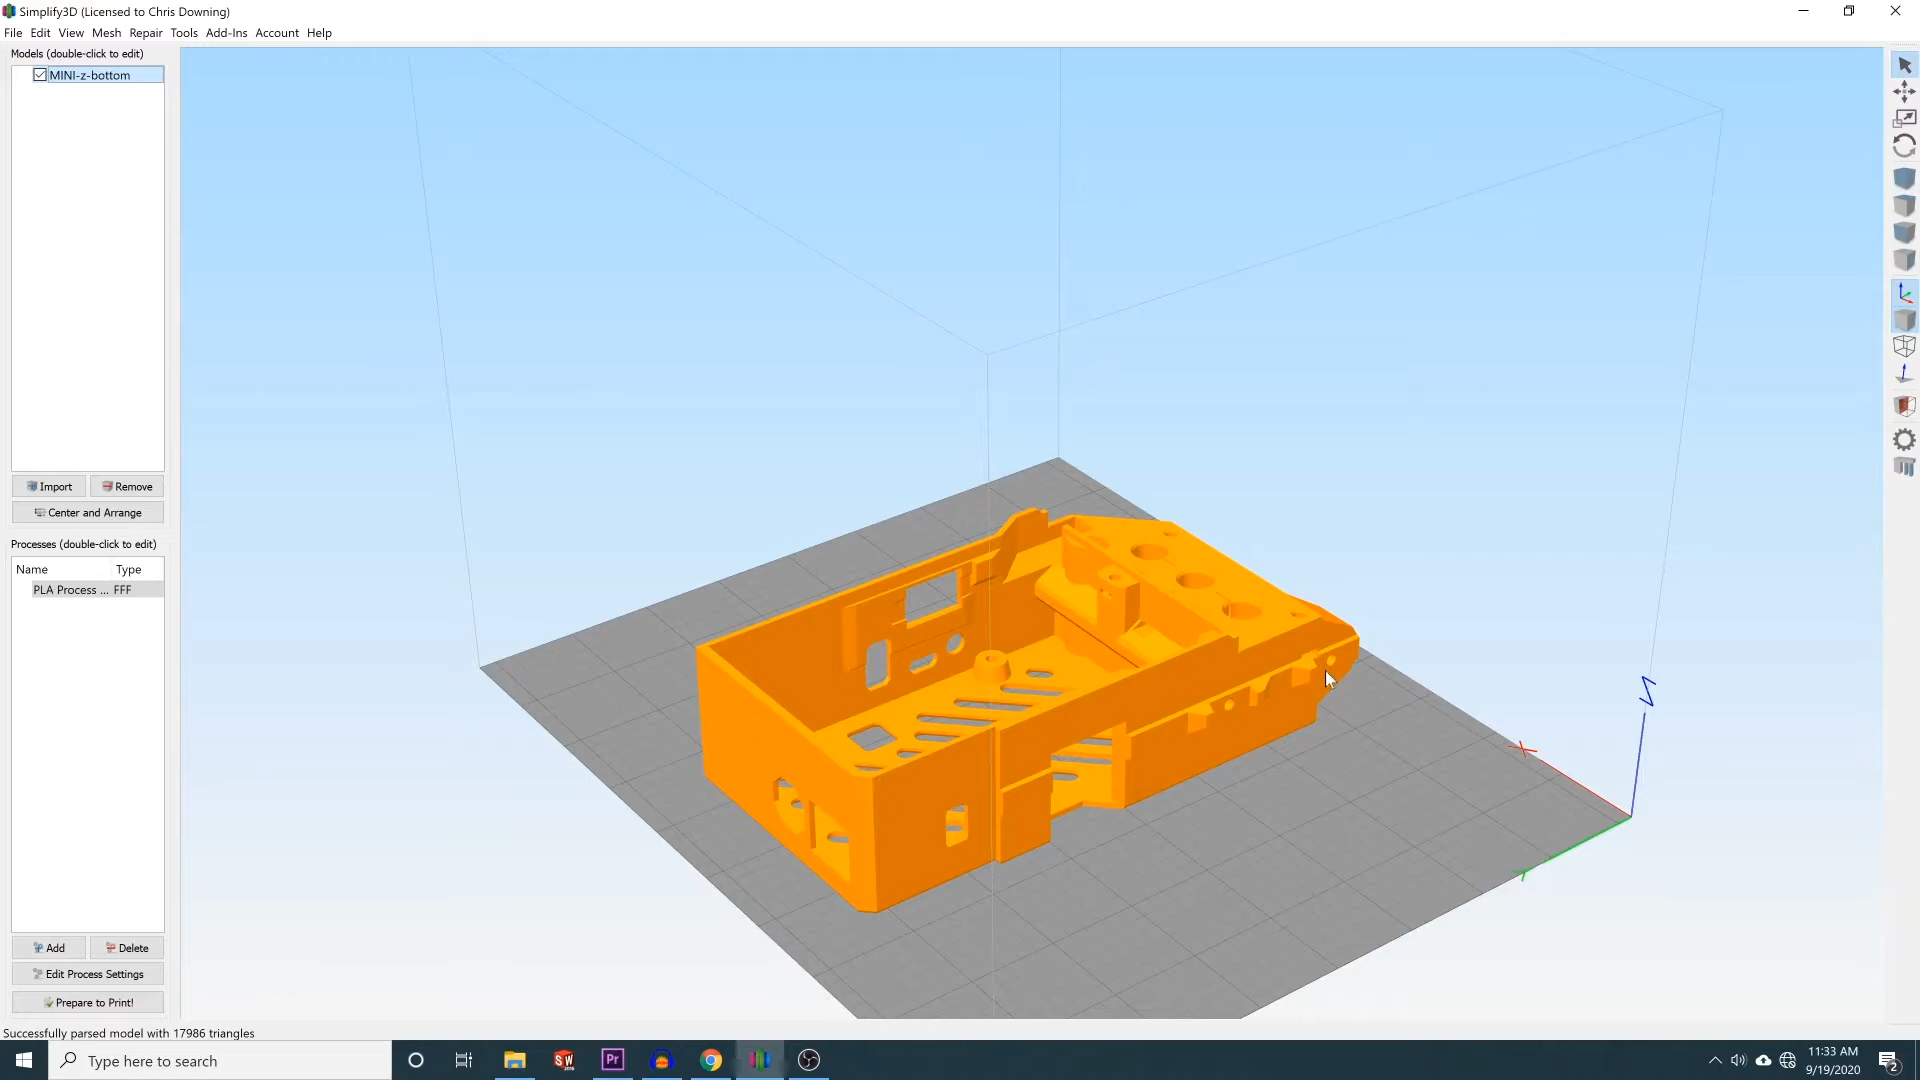 Simplify3D (Licensed to Chris Downing)
File Edit View Mesh Repair Tools Add-Ins Account Help
Models (double-click to edit)
MINI-z-bottom
Import Remove
Center and Arrange
Processes (double-click to edit)
Name Type
PLA Process ... FFF
Add Delete
Edit Process Settings
Prepare to Print!
Z
X
Y
Successfully parsed model with 17986 triangles
Type here to search
SW
Pr
11:33 AM
9/19/2020
2